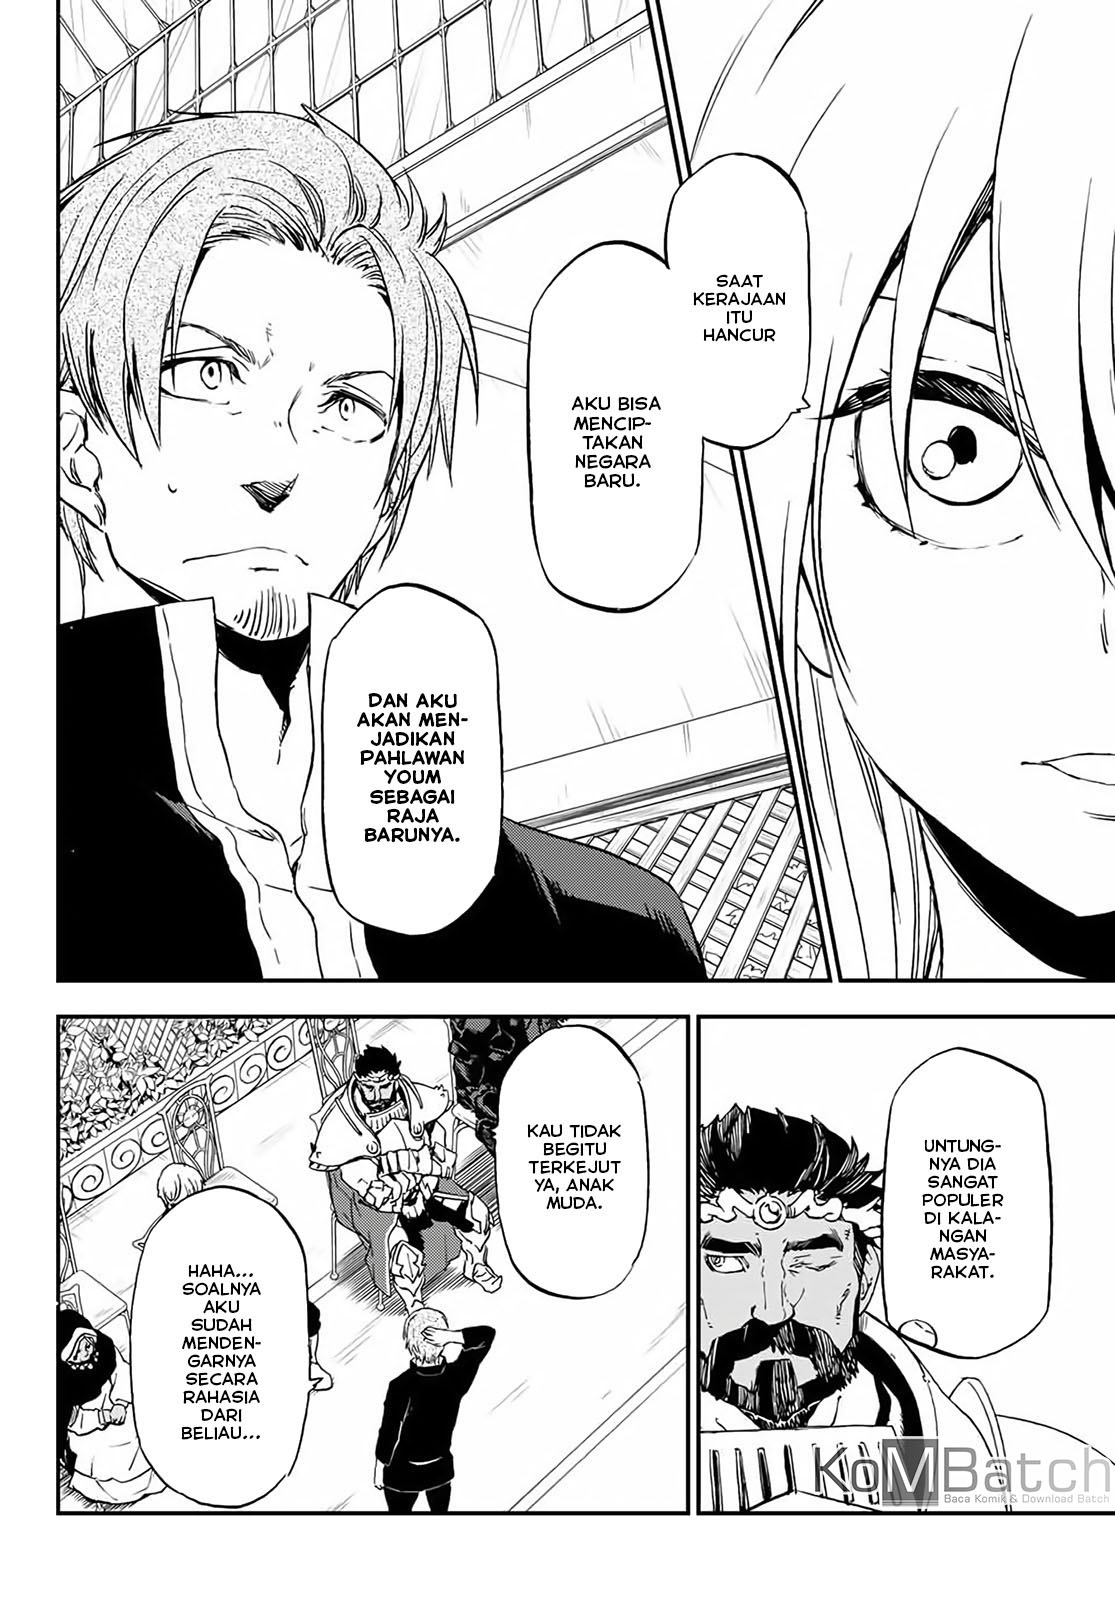 SAAT
KERAJAAN
ITU
HANCUR
AKU BISA
MENCIP-
TAKAN
NEGARA
BARU.
DAN AKU
AKAN MEN-
JADIKAN
PAHLAWAN
YOUM
SEBAGAI
RAJA
BARUNYA.
UNTUNG-
NYA DIA
SANGAT
POPULER
DI KALA-
NGAN
MASYA-
RAKAT.
KAU TIDAK
BEGITU
TERKEJUT
YA, ANAK
MUDA.
HAHA...
SOALNYA
AKU
SUDAH
MENDEN-
GARNYA
SECARA
RAHASIA
DARI
BELIAU...
KoMBatch
Baca Komik & Download Batch